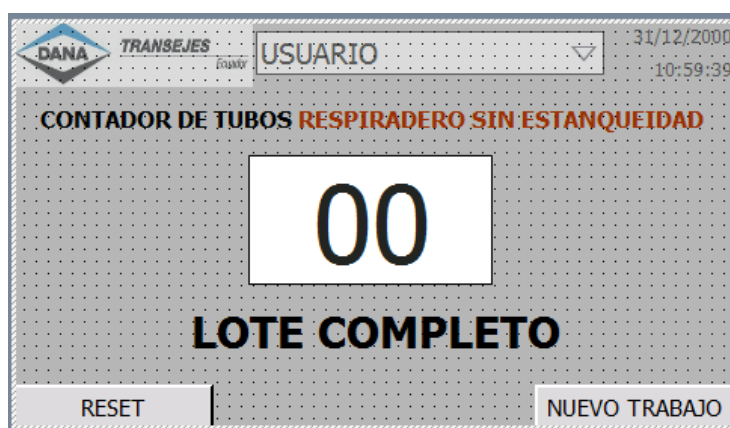 DANA TRANSEJES Ecuador USUARIO 31/12/2000
10:59:39
CONTADOR DE TUBOS RESPIRADERO SIN ESTANQUEIDAD
00
LOTE COMPLETO
RESET NUEVO TRABAJO